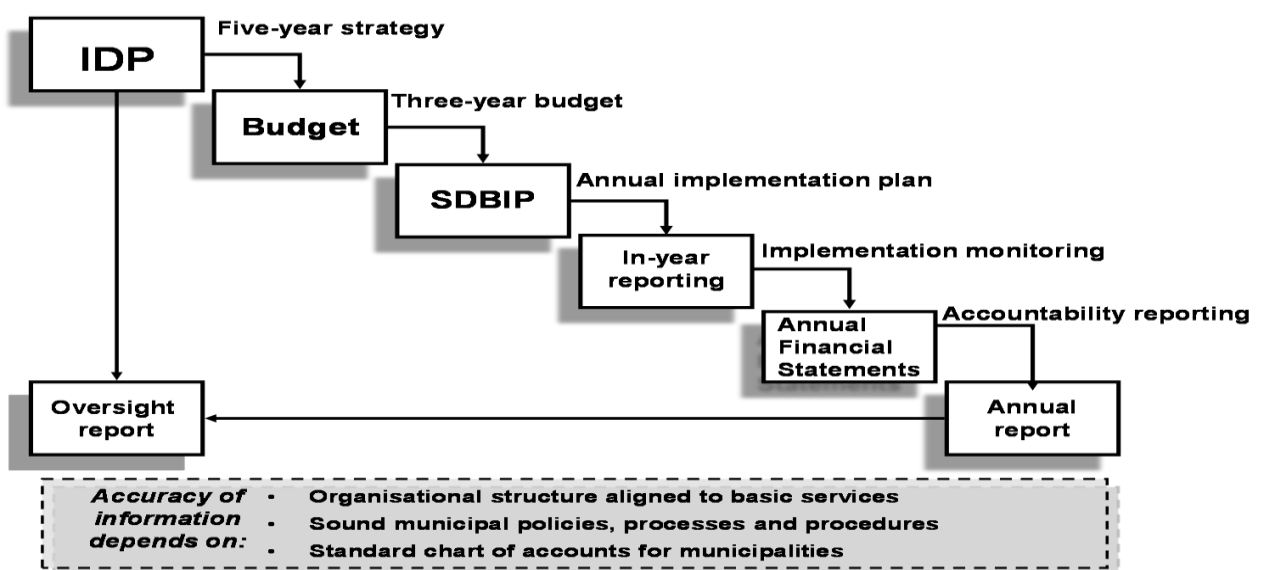 IDP
Five-year strategy
Budget
Three-year budget
SDBIP
Annual implementation plan
In-year
reporting
Implementation monitoring
Annual
Financial
Statements
Accountability reporting
Annual
report
Oversight
report
Accuracy of
information
depends on:
• Organisational structure aligned to basic services
• Sound municipal policies, processes and procedures
• Standard chart of accounts for municipalities